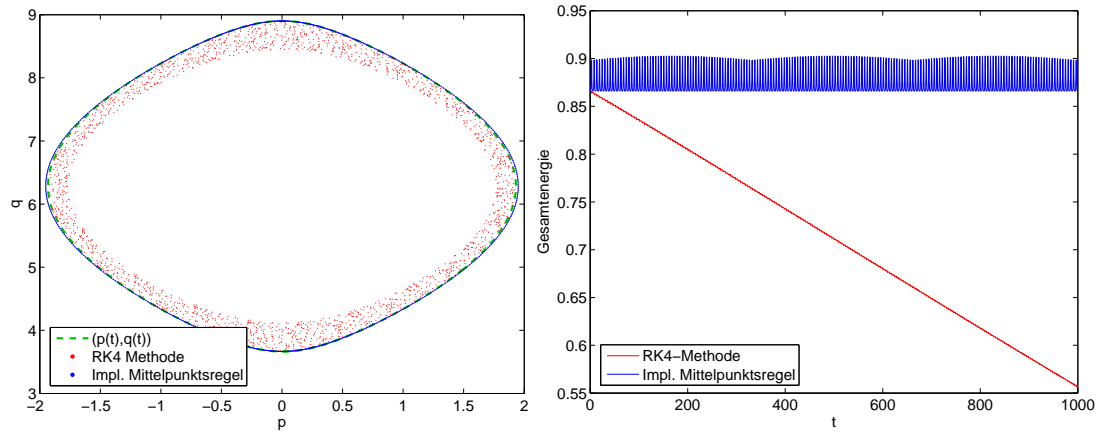 9
8
7
6
5
4
3
q
(p(t),q(t))
RK4 Methode
Impl. Mittelpunktsregel
−2 −1.5 −1 −0.5 0 0.5 1 1.5 2
p
0.95
0.9
0.85
0.8
0.75
0.7
0.65
0.6
0.55
Gesamtenergie
RK4−Methode
Impl. Mittelpunktsregel
0 200 400 600 800 1000
t